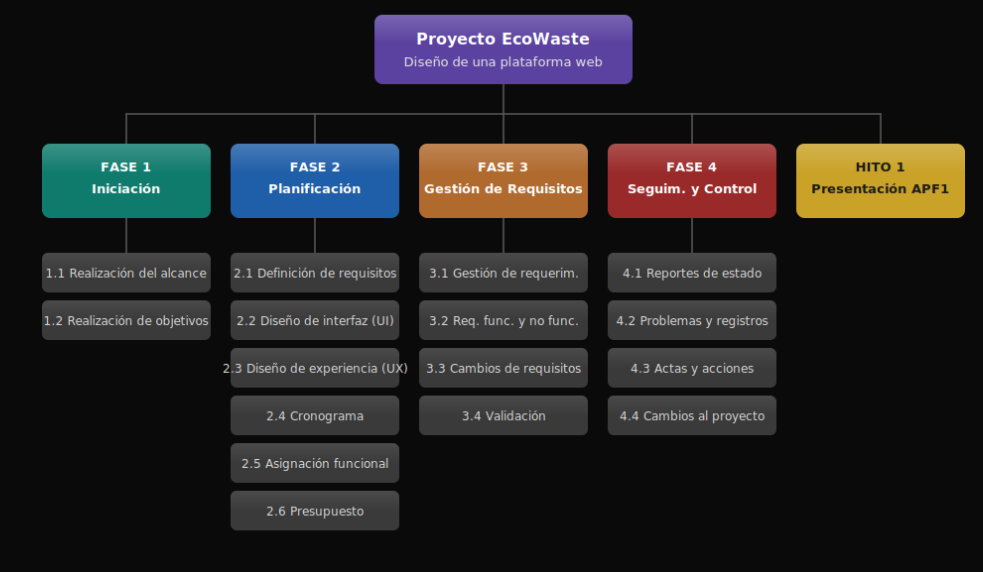 Proyecto EcoWaste
Diseño de una plataforma web
FASE 1
Iniciación
1.1 Realización del alcance
1.2 Realización de objetivos
FASE 2
Planificación
2.1 Definición de requisitos
2.2 Diseño de interfaz (UI)
2.3 Diseño de experiencia (UX)
2.4 Cronograma
2.5 Asignación funcional
2.6 Presupuesto
FASE 3
Gestión de Requisitos
3.1 Gestión de requerim.
3.2 Req. func. y no func.
3.3 Cambios de requisitos
3.4 Validación
FASE 4
Seguim. y Control
4.1 Reportes de estado
4.2 Problemas y registros
4.3 Actas y acciones
4.4 Cambios al proyecto
HITO 1
Presentación APF1